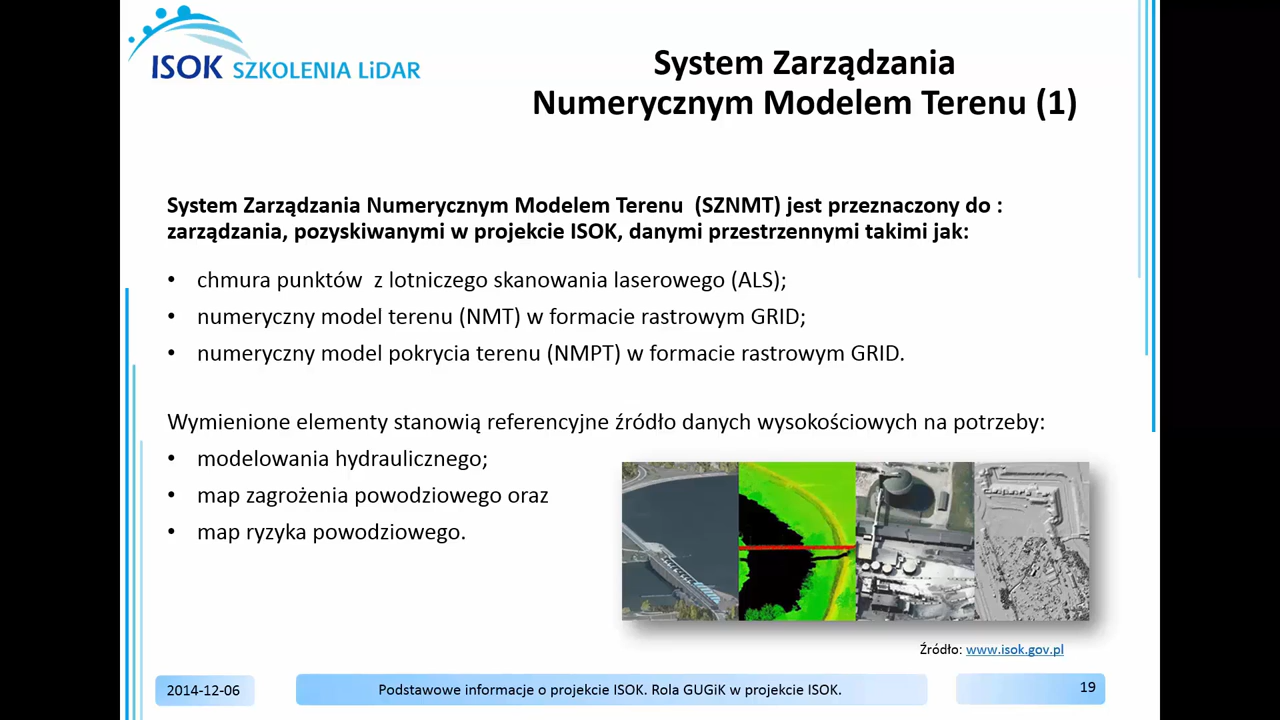 ISOK SZKOLENIA LiDAR
System Zarządzania
Numerycznym Modelem Terenu (1)
System Zarządzania Numerycznym Modelem Terenu (SZNMT) jest przeznaczony do :
zarządzania, pozyskiwanymi w projekcie ISOK, danymi przestrzennymi takimi jak:
• chmura punktów z lotniczego skanowania laserowego (ALS);
• numeryczny model terenu (NMT) w formacie rastrowym GRID;
• numeryczny model pokrycia terenu (NMPT) w formacie rastrowym GRID.
Wymienione elementy stanowią referencyjne źródło danych wysokościowych na potrzeby:
• modelowania hydraulicznego;
• map zagrożenia powodziowego oraz
• map ryzyka powodziowego.
Źródło: www.isok.gov.pl
2014-12-06
Podstawowe informacje o projekcie ISOK. Rola GUGiK w projekcie ISOK.
19